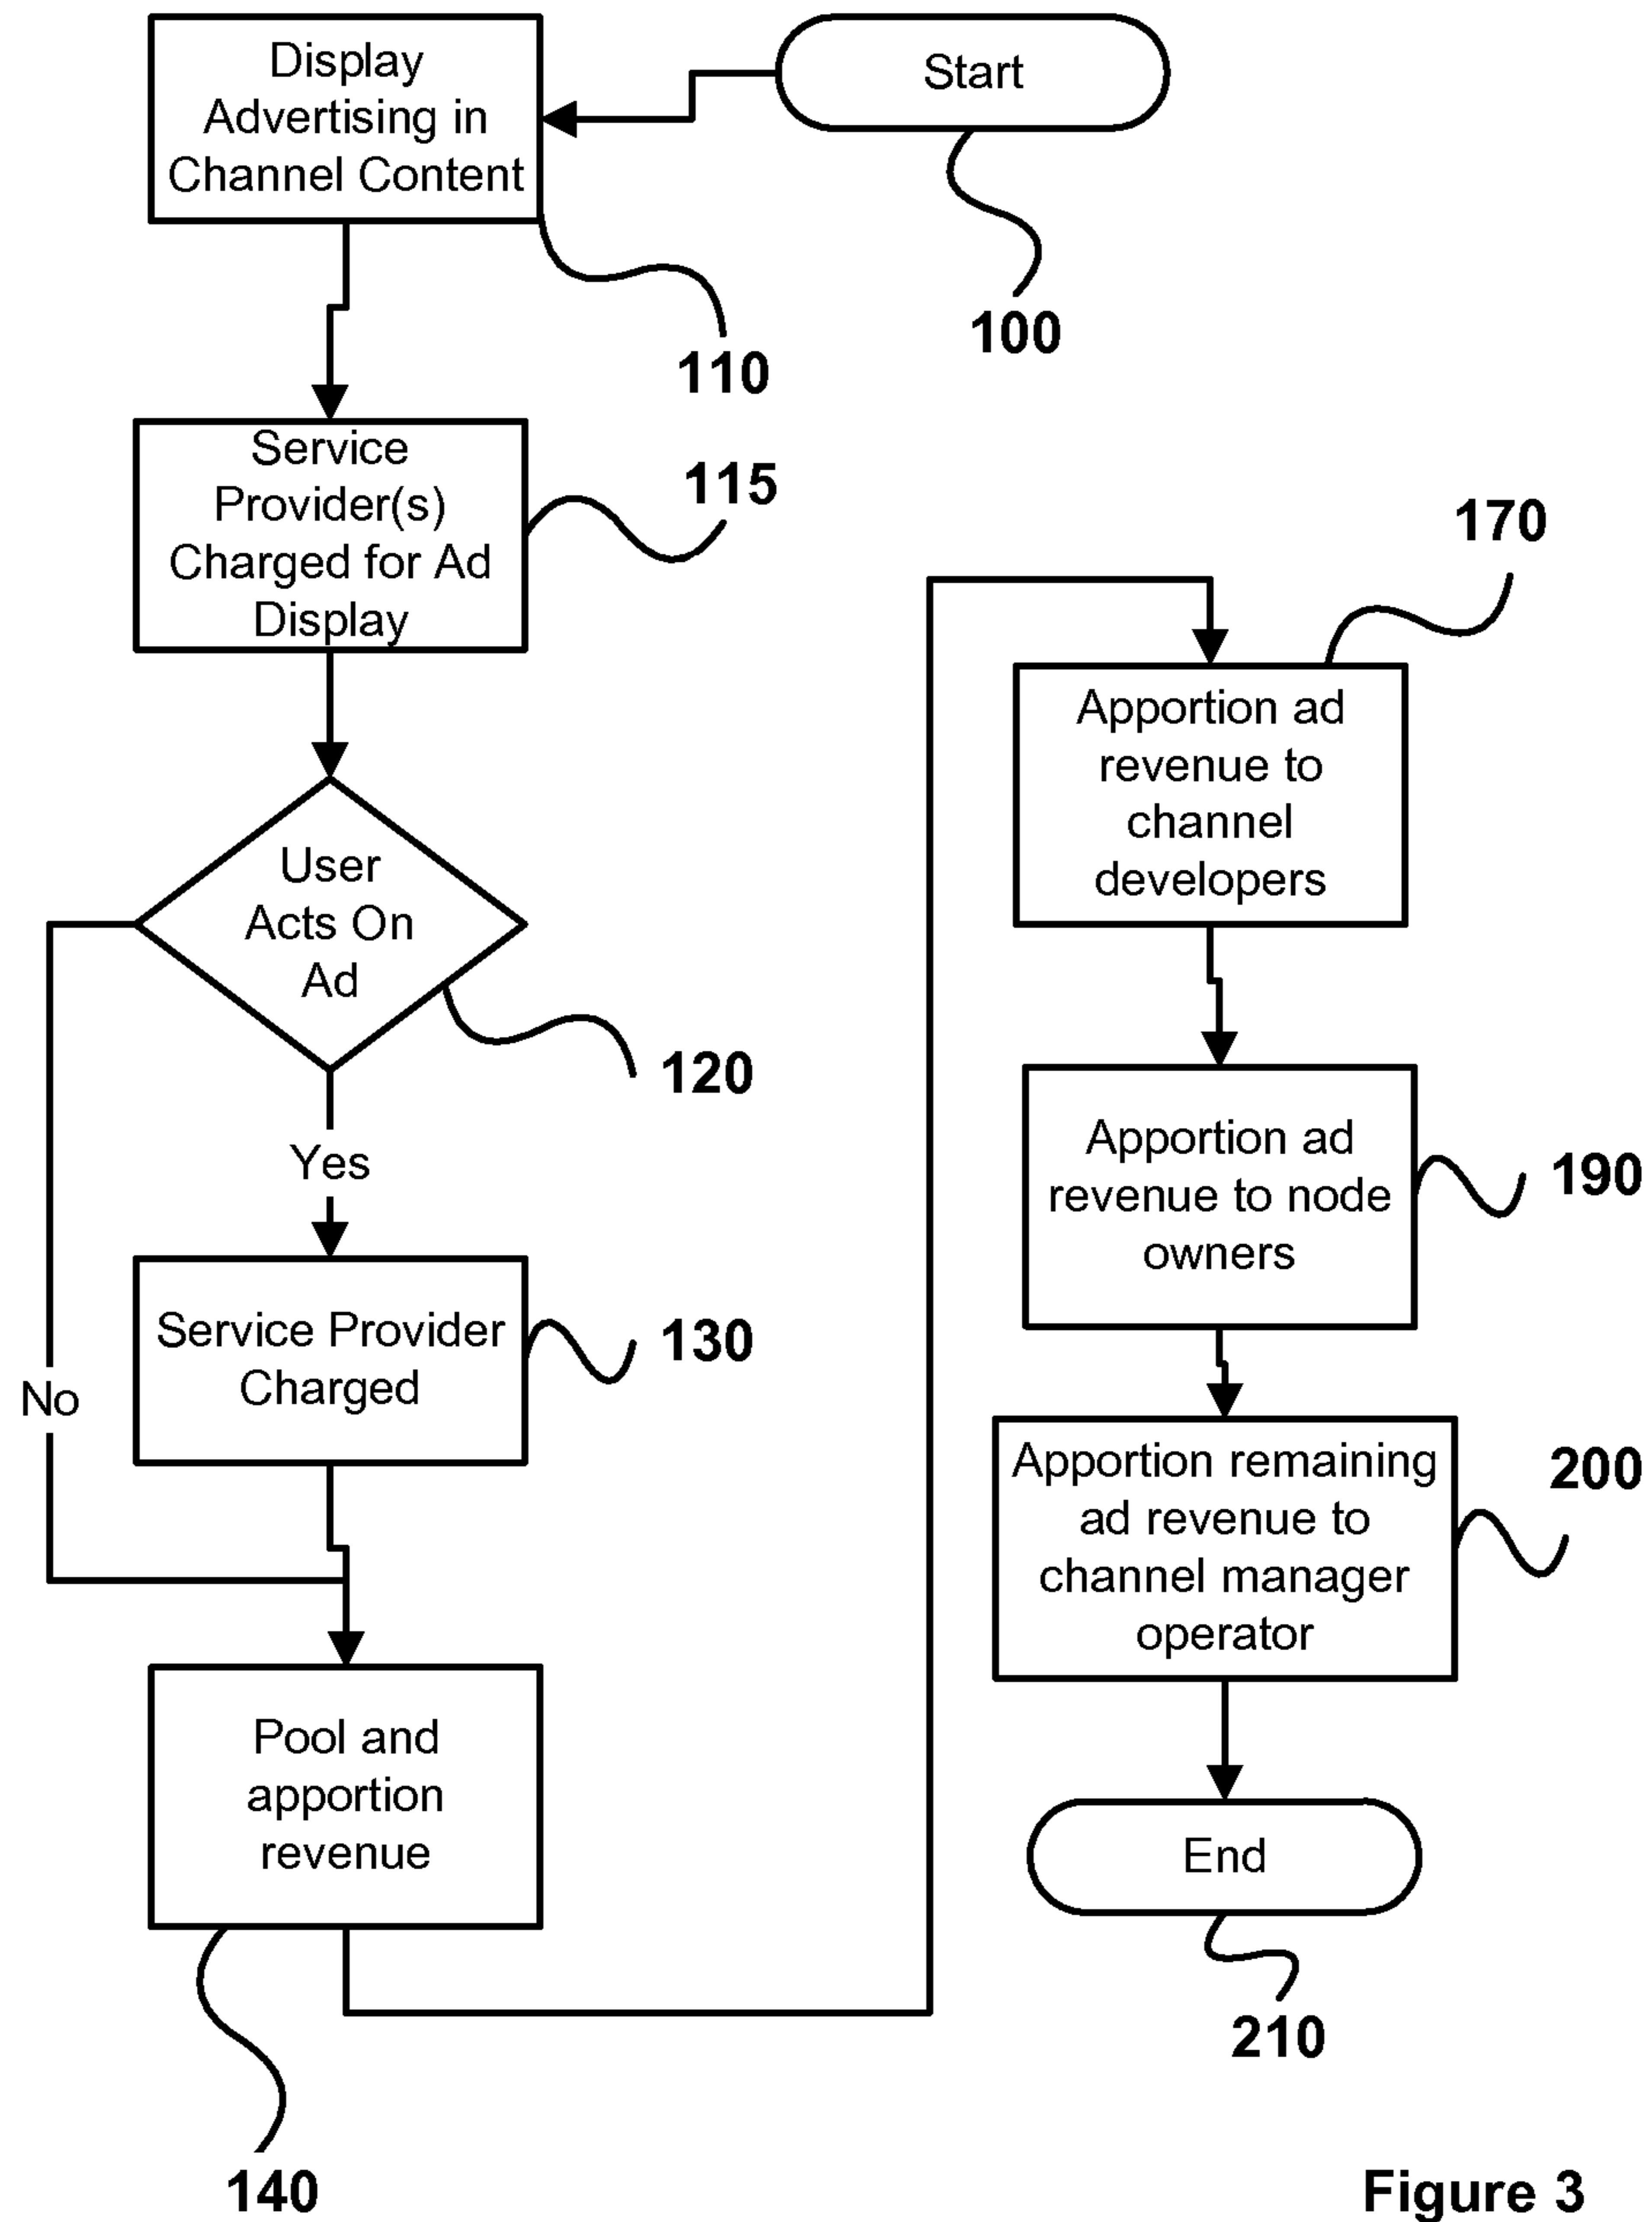 Start
100
Display
Advertising in
Channel Content
110
Service
Provider(s)
Charged for Ad
Display
115
User
Acts On
Ad
120
Yes
No
Service Provider
Charged
130
Pool and
apportion
revenue
140
Apportion ad
revenue to
channel
developers
170
Apportion ad
revenue to node
owners
190
Apportion remaining
ad revenue to
channel manager
operator
200
End
210
Figure 3